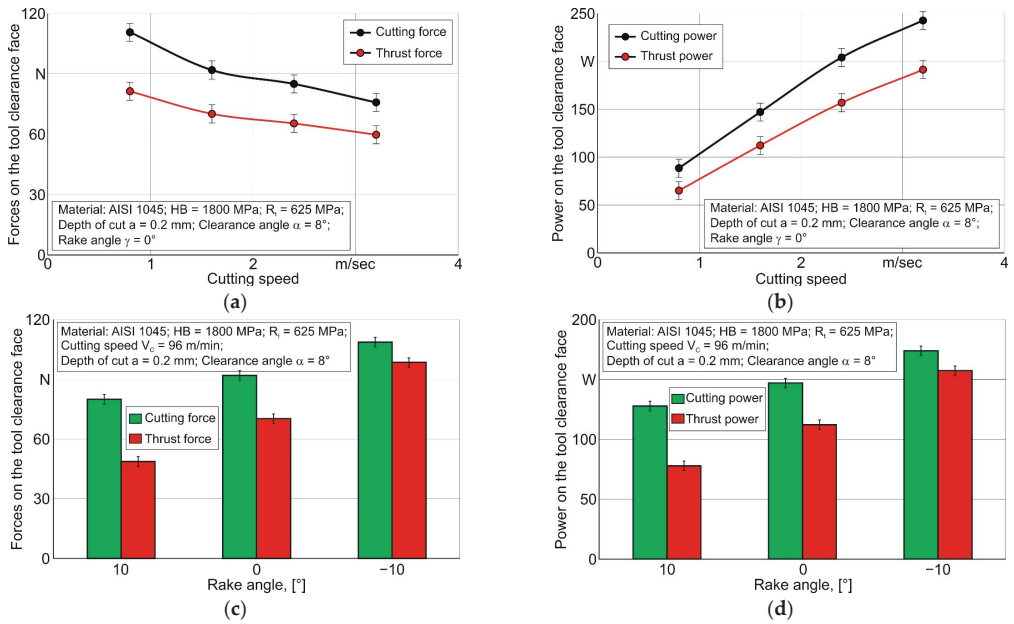 120
N
60
30
0
Forces on the tool clearance face
Cutting force
Thrust force
Material: AISI 1045; HB = 1800 MPa; Rt = 625 MPa;
Depth of cut a = 0.2 mm; Clearance angle α = 8°;
Rake angle γ = 0°
0 1 2 m/sec 4
Cutting speed
(a)
250
W
150
100
50
0
Power on the tool clearance face
Cutting power
Thrust power
Material: AISI 1045; HB = 1800 MPa; Rt = 625 MPa;
Depth of cut a = 0.2 mm; Clearance angle α = 8°;
Rake angle γ = 0°
0 1 2 m/sec 4
Cutting speed
(b)
120
N
60
30
0
Forces on the tool clearance face
Material: AISI 1045; HB = 1800 MPa; Rt = 625 MPa;
Cutting speed VC = 96 m/min;
Depth of cut a = 0.2 mm; Clearance angle α = 8°
Cutting force
Thrust force
10 0 −10
Rake angle, [°]
(c)
200
W
100
50
0
Power on the tool clearance face
Material: AISI 1045; HB = 1800 MPa; Rt = 625 MPa;
Cutting speed VC = 96 m/min;
Depth of cut a = 0.2 mm; Clearance angle α = 8°
Cutting power
Thrust power
10 0 −10
Rake angle, [°]
(d)